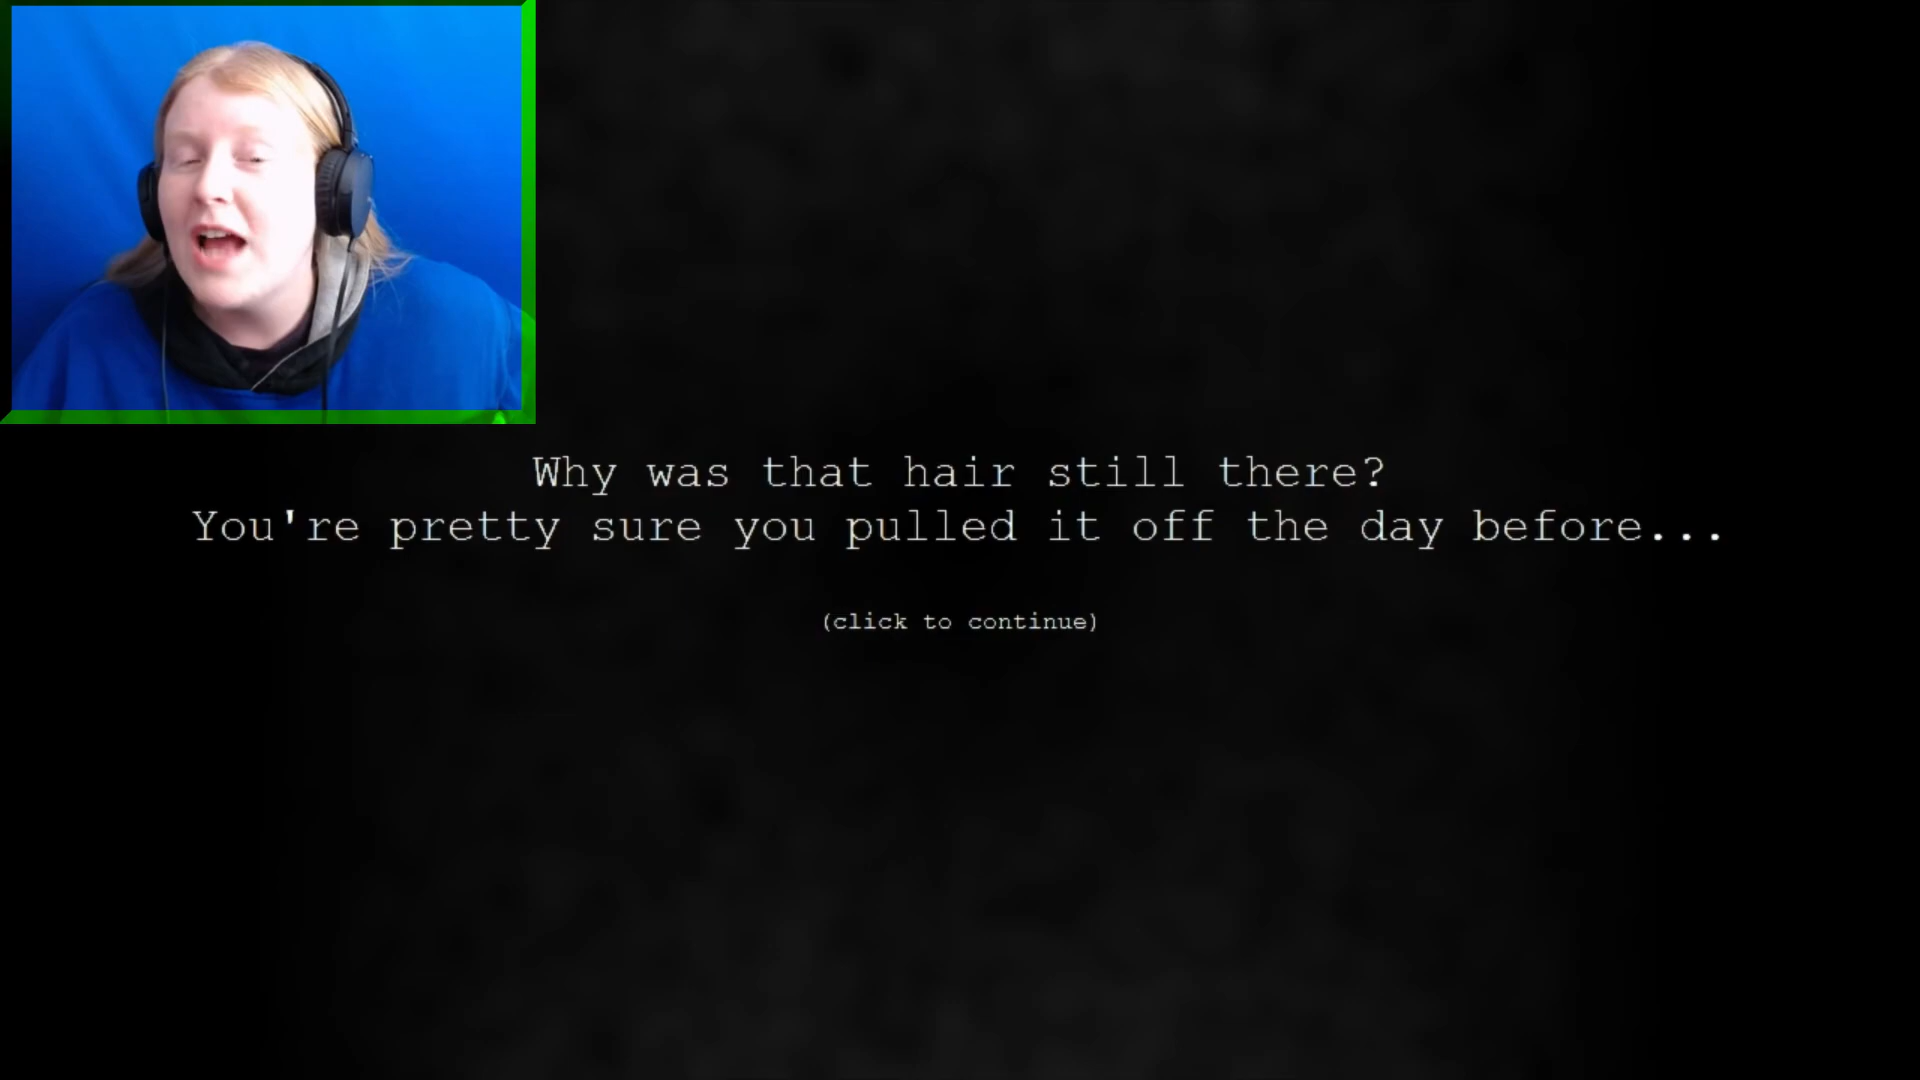 Why was that hair still there?
You're pretty sure you pulled it off the day before...
(click to continue)